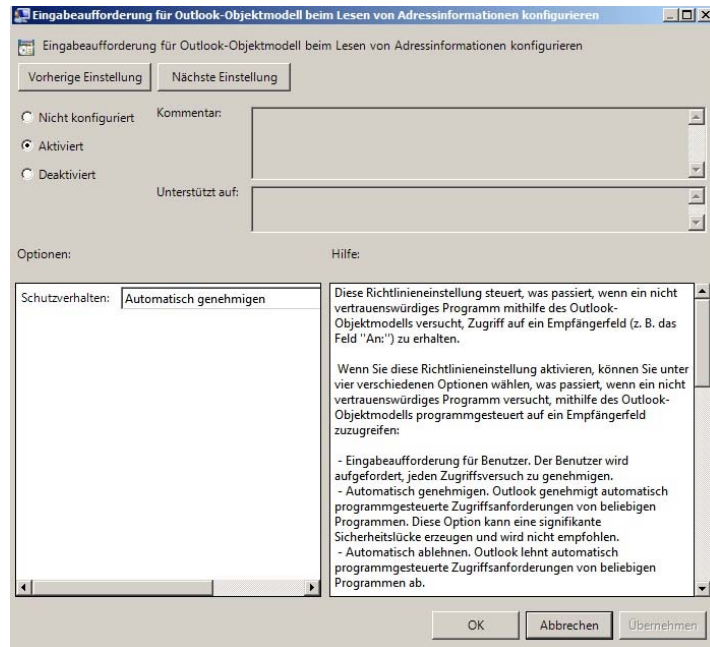 Eingabeaufforderung für Outlook-Objektmodell beim Lesen von Adressinformationen konfigurieren
Eingabeaufforderung für Outlook-Objektmodell beim Lesen von Adressinformationen konfigurieren
Vorherige Einstellung
Nächste Einstellung
Nicht konfiguriert
Kommentar:
Aktiviert
Deaktiviert
Unterstützt auf:
Optionen:
Hilfe:
Schutzverhalten:
Automatisch genehmigen
Diese Richtlinieneinstellung steuert, was passiert, wenn ein nicht
vertrauenswürdiges Programm mithilfe des Outlook-
Objektmodells versucht, Zugriff auf ein Empfängerfeld (z. B. das
Feld "An:") zu erhalten.
Wenn Sie diese Richtlinieneinstellung aktivieren, können Sie unter
vier verschiedenen Optionen wählen, was passiert, wenn ein nicht
vertrauenswürdiges Programm versucht, mithilfe des Outlook-
Objektmodells programmgesteuert auf ein Empfängerfeld
zuzugreifen:
- Eingabeaufforderung für Benutzer. Der Benutzer wird
aufgefordert, jeden Zugriffsversuch zu genehmigen.
- Automatisch genehmigen. Outlook genehmigt automatisch
programmgesteuerte Zugriffsanforderungen von beliebigen
Programmen. Diese Option kann eine signifikante
Sicherheitslücke erzeugen und wird nicht empfohlen.
- Automatisch ablehnen. Outlook lehnt automatisch
programmgesteuerte Zugriffsanforderungen von beliebigen
Programmen ab.
OK
Abbrechen
Übernehmen